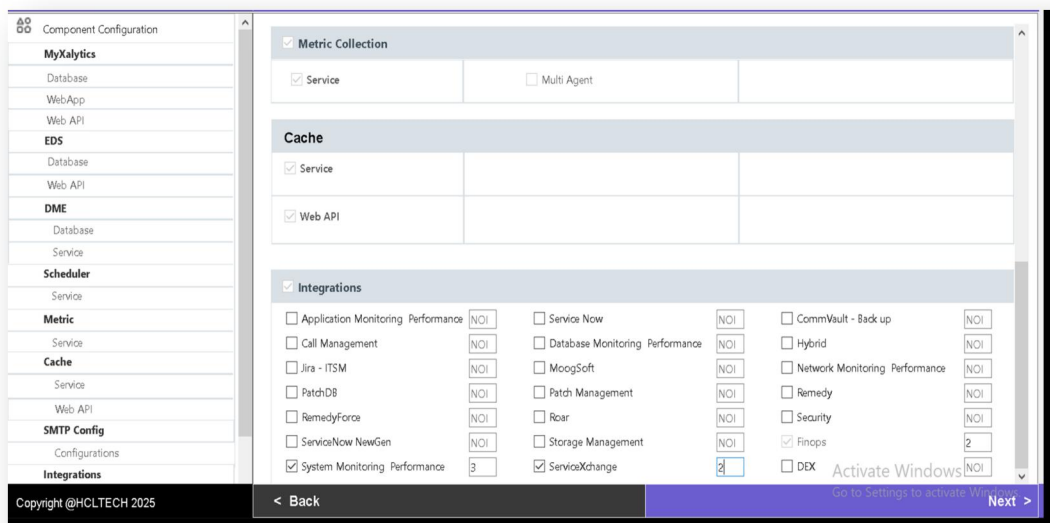 Component Configuration
MyXalytics
Database
WebApp
Web API
EDS
Database
Web API
DME
Database
Service
Scheduler
Service
Metric
Service
Cache
Service
Web API
SMTP Config
Configurations
Integrations
Copyright @HCLTECH 2025
Metric Collection
Service Multi Agent
Cache
Service
Web API
Integrations
Application Monitoring Performance NOI Service Now NOI CommVault - Back up NOI
Call Management NOI Database Monitoring Performance NOI Hybrid NOI
Jira - ITSM NOI MoogSoft NOI Network Monitoring Performance NOI
PatchDB NOI Patch Management NOI Remedy NOI
RemedyForce NOI Roar NOI Security NOI
ServiceNow NewGen NOI Storage Management NOI Finops 2
System Monitoring Performance 3 ServiceXchange 2 DEX NOI
Activate Windows
Go to Settings to activate Windows.
< Back Next >